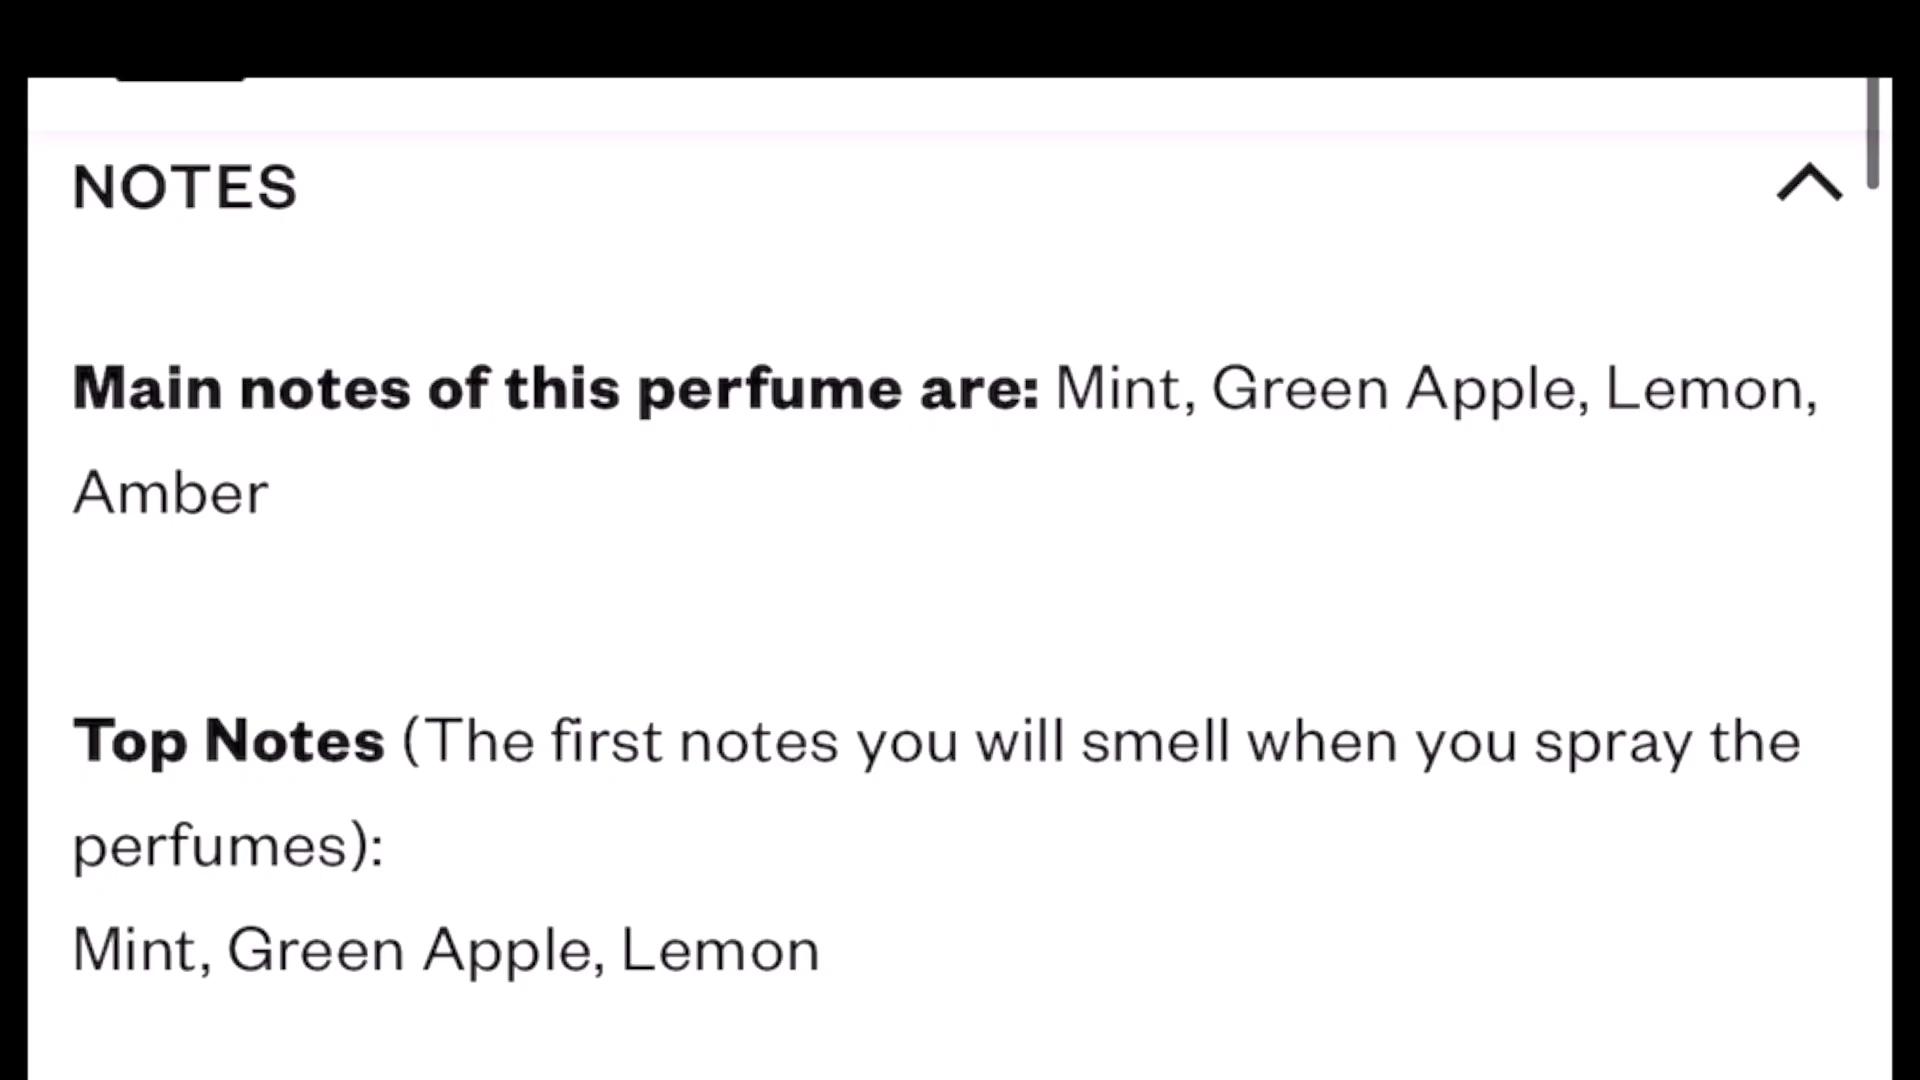 NOTES
Main notes of this perfume are: Mint, Green Apple, Lemon,
Amber
Top Notes (The first notes you will smell when you spray the
perfumes):
Mint, Green Apple, Lemon